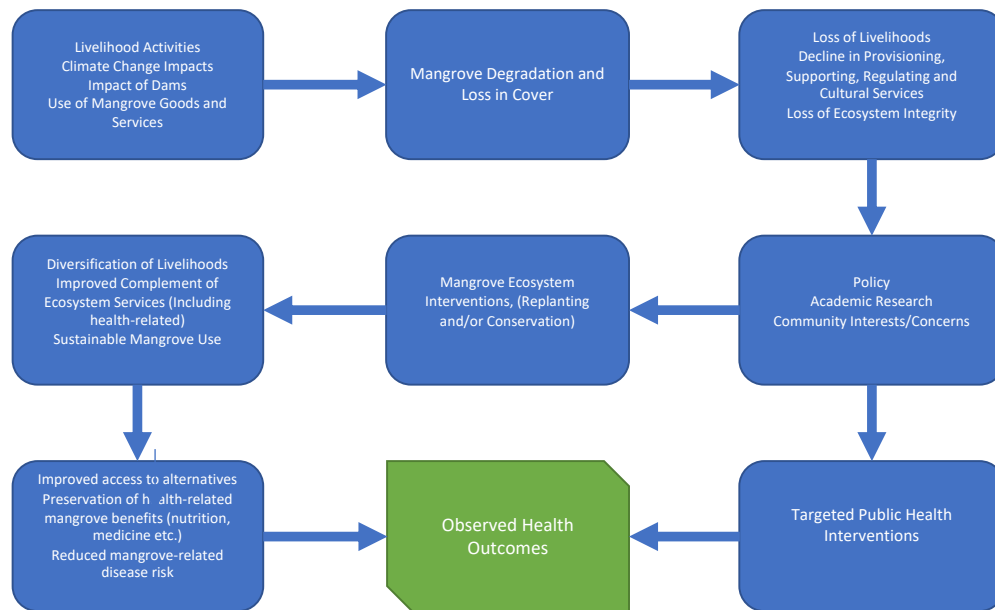 Livelihood Activities
Climate Change Impacts
Impact of Dams
Use of Mangrove Goods and
Services
Mangrove Degradation and
Loss in Cover
Loss of Livelihoods
Decline in Provisioning,
Supporting, Regulating and
Cultural Services
Loss of Ecosystem Integrity
Diversification of Livelihoods
Improved Complement of
Ecosystem Services (Including
health-related)
Sustainable Mangrove Use
Mangrove Ecosystem
Interventions, (Replanting
and/or Conservation)
Policy
Academic Research
Community Interests/Concerns
Improved access to alternatives
Preservation of health-related
mangrove benefits (nutrition,
medicine etc.)
Reduced mangrove-related
disease risk
Observed Health
Outcomes
Targeted Public Health
Interventions